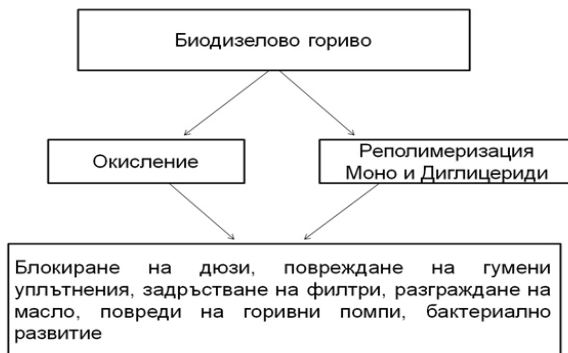 Биодизелово гориво
Окисление
Реполимеризация
Моно и Диглицериди
Блокиране на дюзи, повреждане на гумени
уплътнения, задръстване на филтри, разграждане на
масло, повреди на горивни помпи, бактериално
развитие